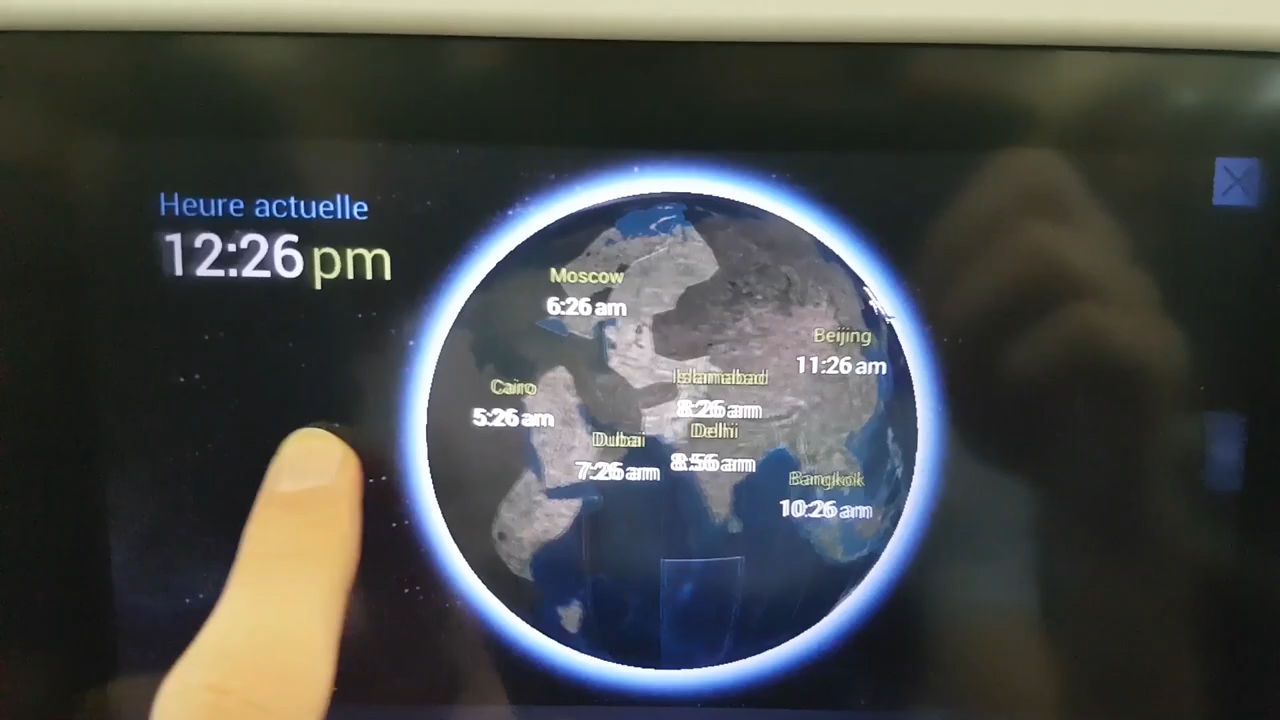 Heure actuelle
12:26 pm
Moscow
6:26 am
Beijing
11:26 am
Islamabad
8:26 am
Cairo
5:26 am
Delhi
8:56 am
Dubai
7:26 am
Bangkok
10:26 am